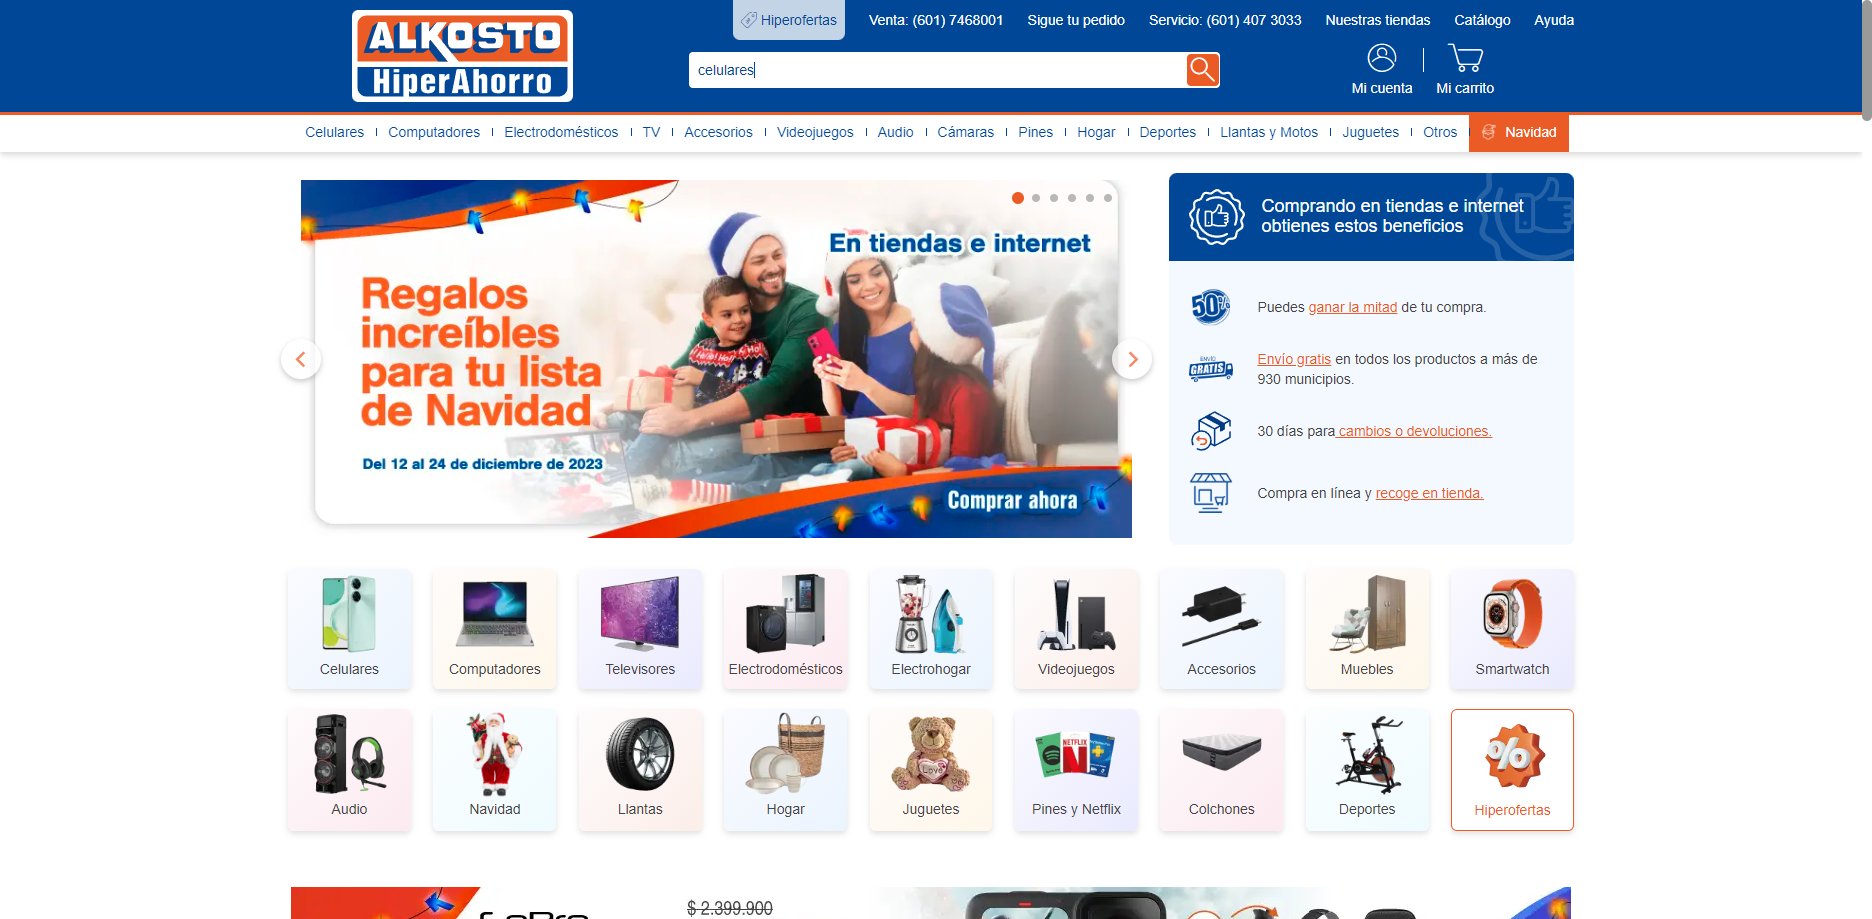 Hiperofertas
Venta: (601) 7468001
Sigue tu pedido
Servicio: (601) 407 3033
Nuestras tiendas
Catálogo
Ayuda
ALKOSTO
HiperAhorro
celulares
Mi cuenta
Mi carrito
Celulares
Computadores
Electrodomésticos
TV
Accesorios
Videojuegos
Audio
Cámaras
Pines
Hogar
Deportes
Llantas y Motos
Juguetes
Otros
Navidad
En tiendas e internet
Regalos
increíbles
para tu lista
de Navidad
Del 12 al 24 de diciembre de 2023
Comprar ahora
Comprando en tiendas e internet
obtienes estos beneficios
50%
Puedes ganar la mitad de tu compra.
ENVÍO
GRATIS
Envío gratis en todos los productos a más de
930 municipios.
30 días para cambios o devoluciones.
Compra en línea y recoge en tienda.
Celulares
Computadores
Televisores
Electrodomésticos
Electrohogar
Videojuegos
Accesorios
Muebles
Smartwatch
Audio
Navidad
Llantas
Hogar
Love
Juguetes
NETFLIX
Pines y Netflix
Colchones
Deportes
%
Hiperofertas
$ 2.399.900